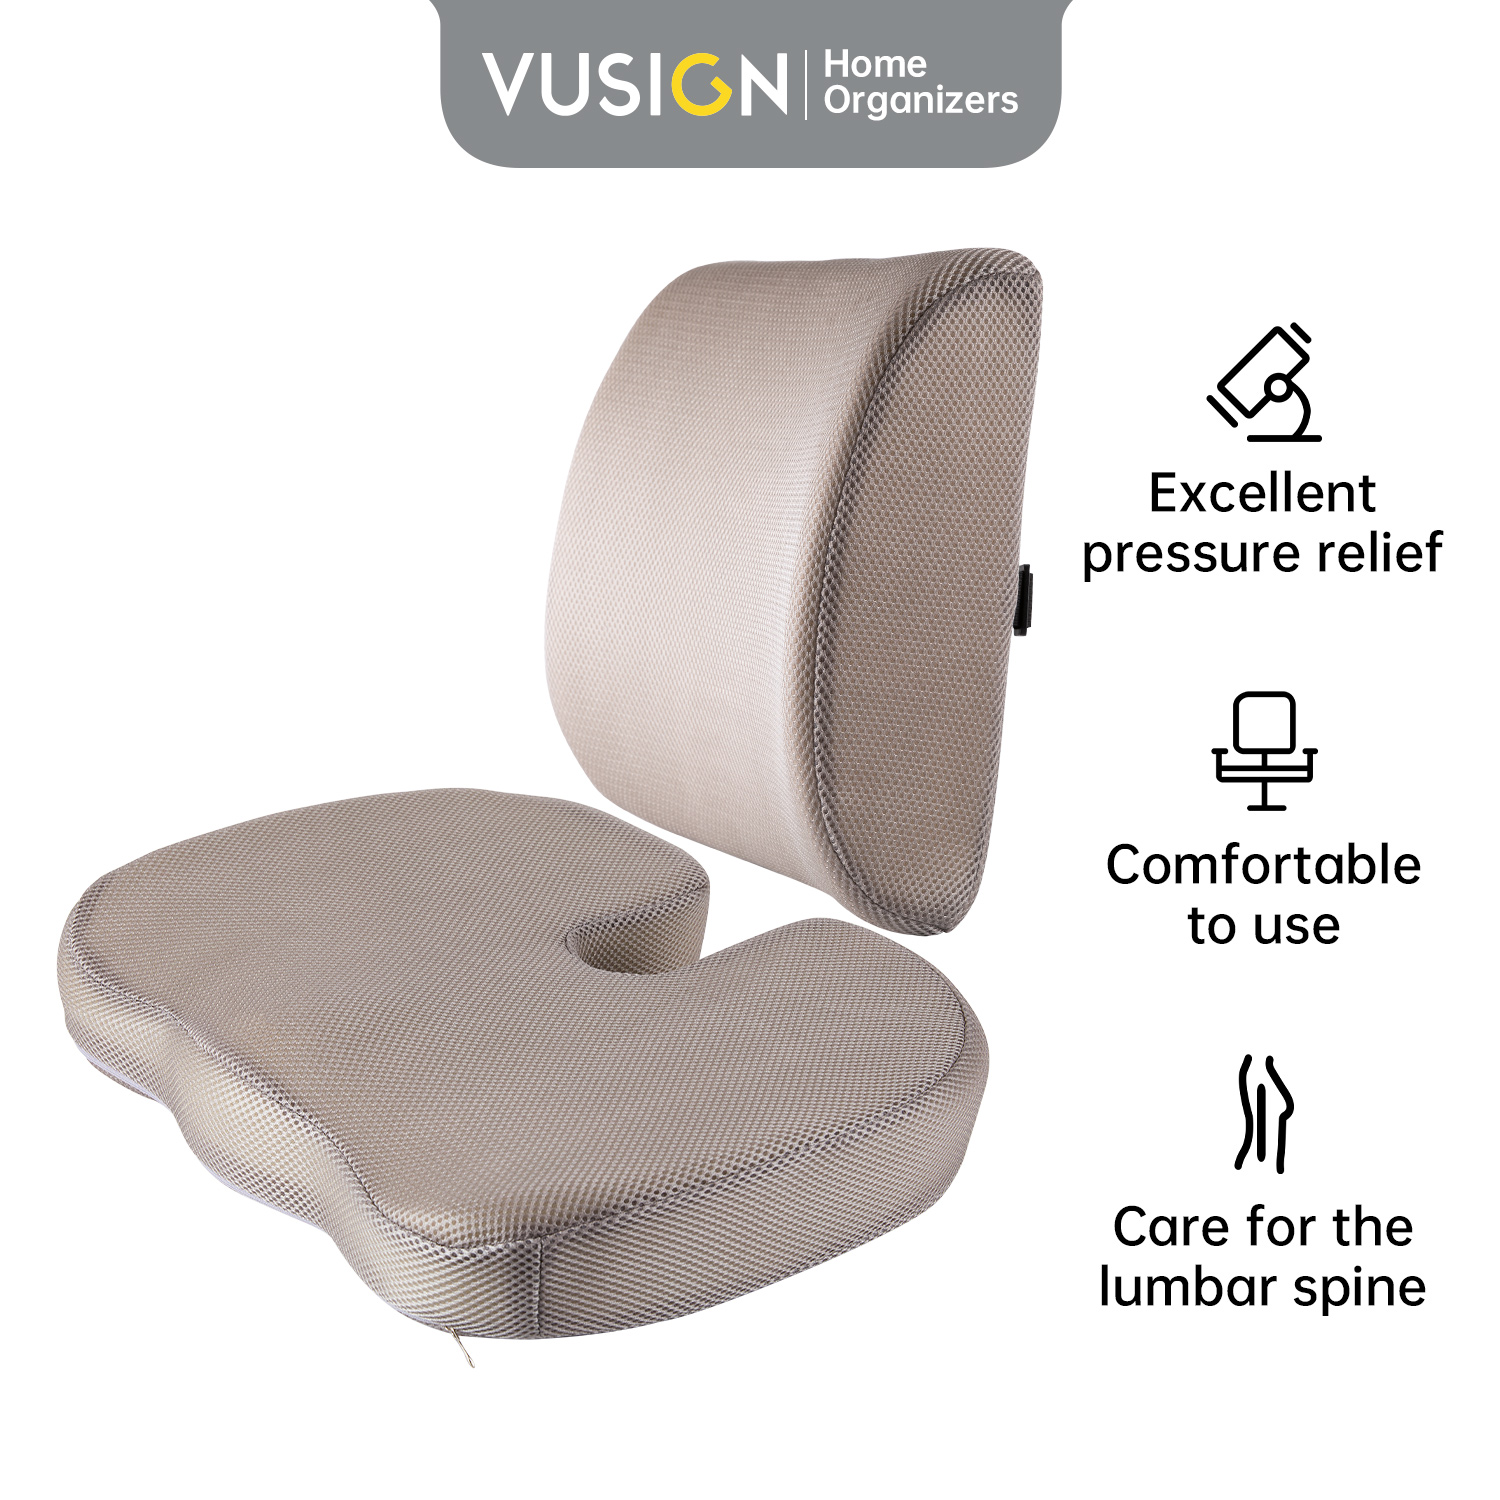 VUSIGN
Home
Organizers
Excellent
pressure relief
Comfortable
to use
Care for the
lumbar spine